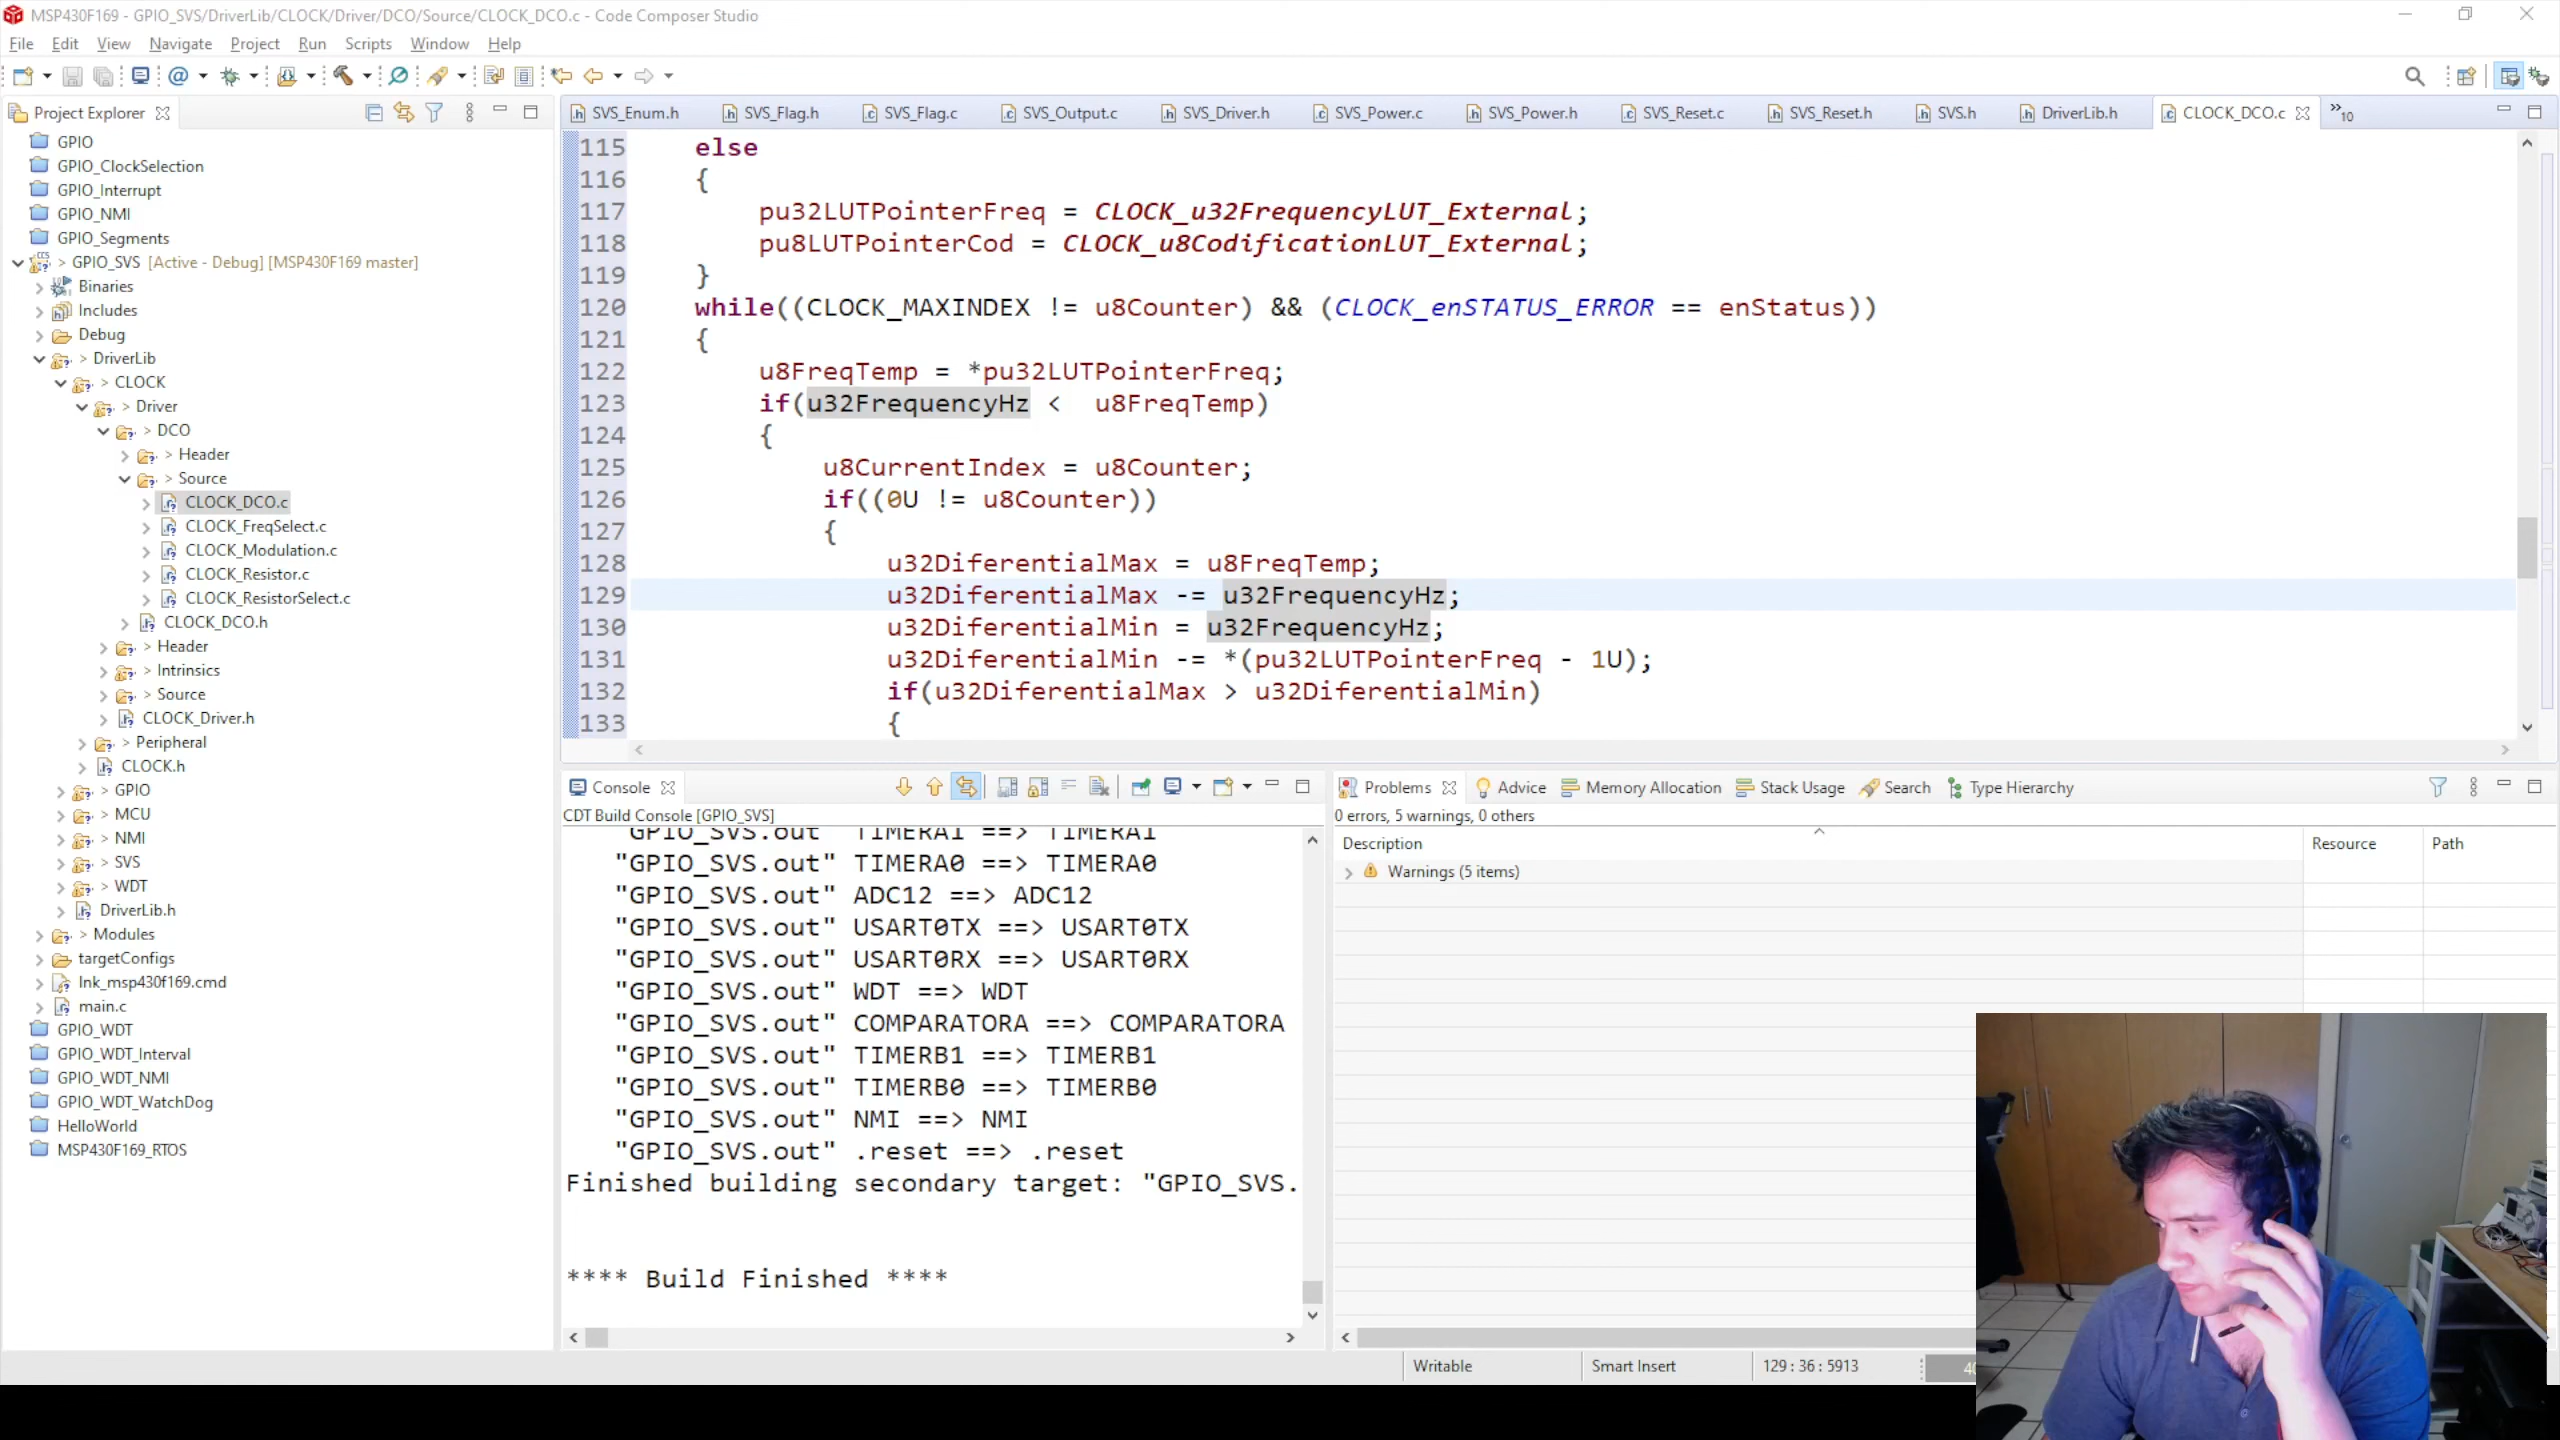 MSP430F169 - GPIO_SVS/DriverLib/CLOCK/Driver/DCO/Source/CLOCK_DCO.c - Code Composer Studio
File Edit View Navigate Project Run Scripts Window Help
Project Explorer
GPIO
GPIO_ClockSelection
GPIO_Interrupt
GPIO_NMI
GPIO_Segments
> GPIO_SVS [Active - Debug] [MSP430F169 master]
Binaries
Includes
Debug
> DriverLib
> CLOCK
> Driver
> DCO
> Header
> Source
CLOCK_DCO.c
CLOCK_FreqSelect.c
CLOCK_Modulation.c
CLOCK_Resistor.c
CLOCK_ResistorSelect.c
CLOCK_DCO.h
> Header
> Intrinsics
> Source
CLOCK_Driver.h
> Peripheral
CLOCK.h
> GPIO
> MCU
> NMI
> SVS
> WDT
DriverLib.h
> Modules
targetConfigs
lnk_msp430f169.cmd
main.c
GPIO_WDT
GPIO_WDT_Interval
GPIO_WDT_NMI
GPIO_WDT_WatchDog
HelloWorld
MSP430F169_RTOS
SVS_Enum.h SVS_Flag.h SVS_Flag.c SVS_Output.c SVS_Driver.h SVS_Power.c SVS_Power.h SVS_Reset.c SVS_Reset.h SVS.h DriverLib.h CLOCK_DCO.c »10
115 else
116 {
117 pu32LUTPointerFreq = CLOCK_u32FrequencyLUT_External;
118 pu8LUTPointerCod = CLOCK_u8CodificationLUT_External;
119 }
120 while((CLOCK_MAXINDEX != u8Counter) && (CLOCK_enSTATUS_ERROR == enStatus))
121 {
122 u8FreqTemp = *pu32LUTPointerFreq;
123 if(u32FrequencyHz <  u8FreqTemp)
124 {
125 u8CurrentIndex = u8Counter;
126 if((0U != u8Counter))
127 {
128 u32DiferentialMax = u8FreqTemp;
129 u32DiferentialMax -= u32FrequencyHz;
130 u32DiferentialMin = u32FrequencyHz;
131 u32DiferentialMin -= *(pu32LUTPointerFreq - 1U);
132 if(u32DiferentialMax > u32DiferentialMin)
133 {
Console
CDT Build Console [GPIO_SVS]
"GPIO_SVS.out" TIMERA1 ==> TIMERA1
"GPIO_SVS.out" TIMERA0 ==> TIMERA0
"GPIO_SVS.out" ADC12 ==> ADC12
"GPIO_SVS.out" USART0TX ==> USART0TX
"GPIO_SVS.out" USART0RX ==> USART0RX
"GPIO_SVS.out" WDT ==> WDT
"GPIO_SVS.out" COMPARATORA ==> COMPARATORA
"GPIO_SVS.out" TIMERB1 ==> TIMERB1
"GPIO_SVS.out" TIMERB0 ==> TIMERB0
"GPIO_SVS.out" NMI ==> NMI
"GPIO_SVS.out" .reset ==> .reset
Finished building secondary target: "GPIO_SVS.
**** Build Finished ****
Problems Advice Memory Allocation Stack Usage Search Type Hierarchy
0 errors, 5 warnings, 0 others
Description Resource Path
Warnings (5 items)
Writable Smart Insert 129 : 36 : 5913